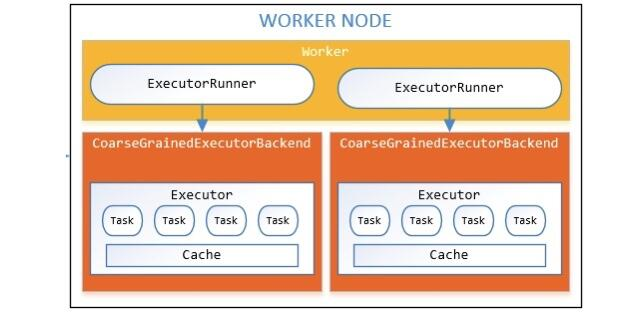 WORKER NODE
Worker
ExecutorRunner
ExecutorRunner
CoarseGrainedExecutorBackend
CoarseGrainedExecutorBackend
Executor
Executor
Task Task Task Task
Task Task Task Task
Cache
Cache